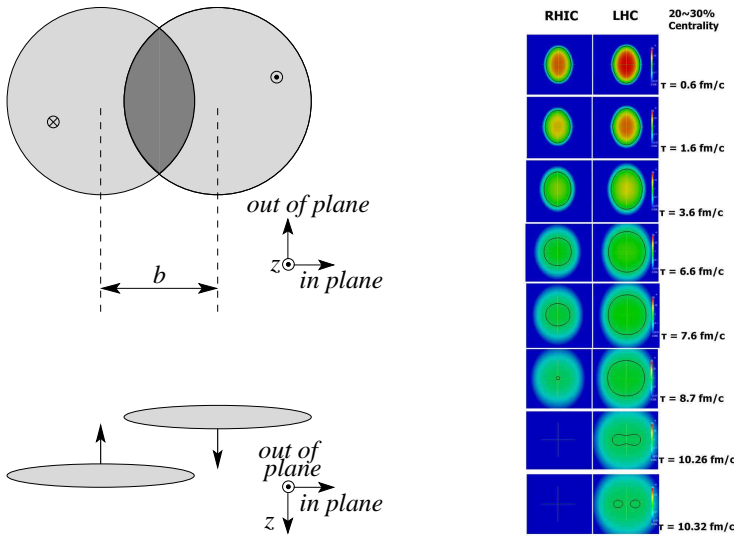 out of plane
z
in plane
b
out of
plane
in plane
z
RHIC LHC 20~30%
Centrality
τ = 0.6 fm/c
τ = 1.6 fm/c
τ = 3.6 fm/c
τ = 6.6 fm/c
τ = 7.6 fm/c
τ = 8.7 fm/c
τ = 10.26 fm/c
τ = 10.32 fm/c